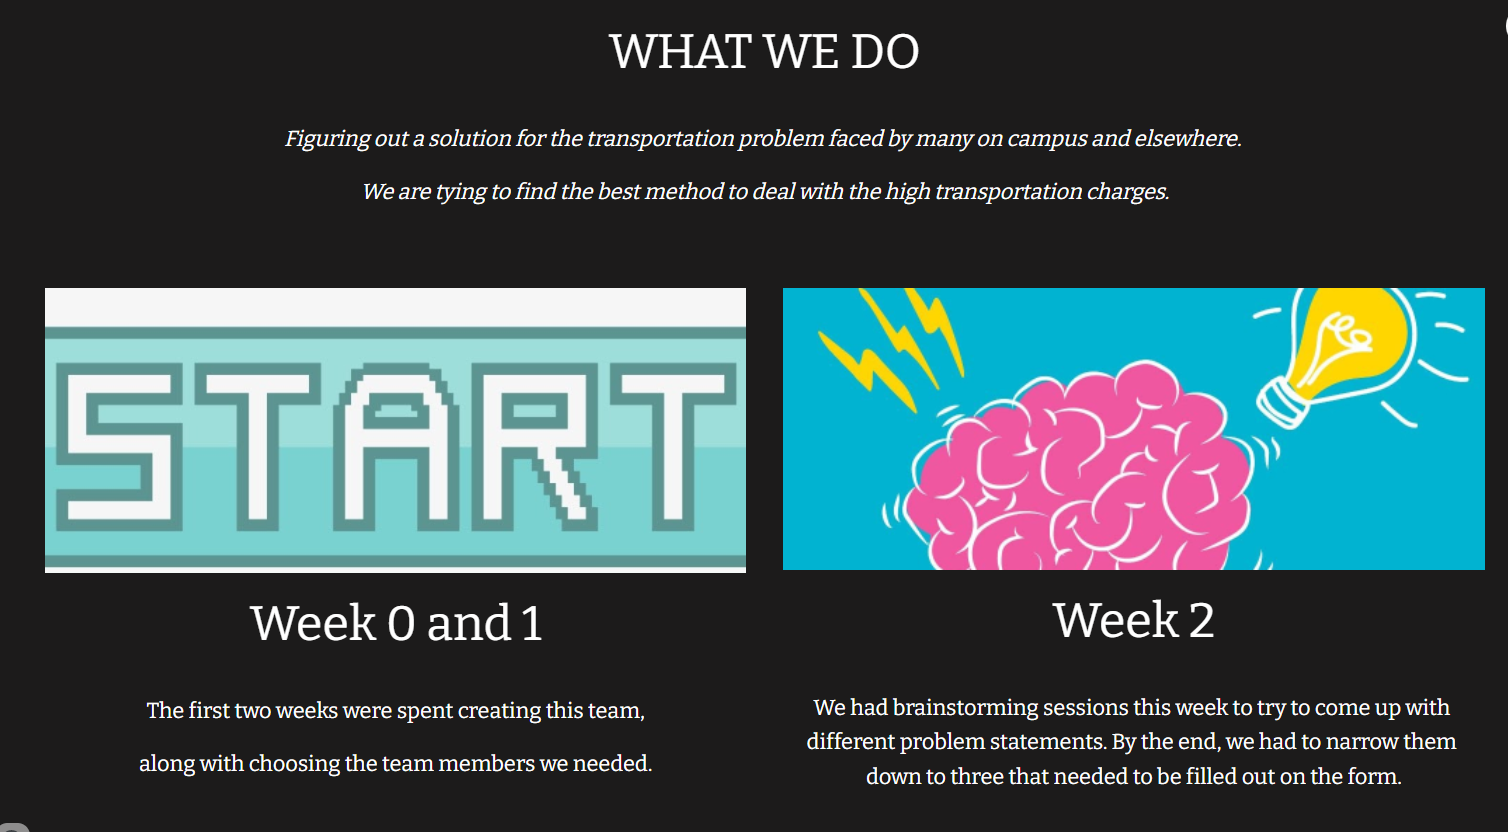 WHAT WE DO
Figuring out a solution for the transportation problem faced by many on campus and elsewhere.
We are tying to find the best method to deal with the high transportation charges.
START
Week 0 and 1
The first two weeks were spent creating this team,
along with choosing the team members we needed.
Week 2
We had brainstorming sessions this week to try to come up with
different problem statements. By the end, we had to narrow them
down to three that needed to be filled out on the form.